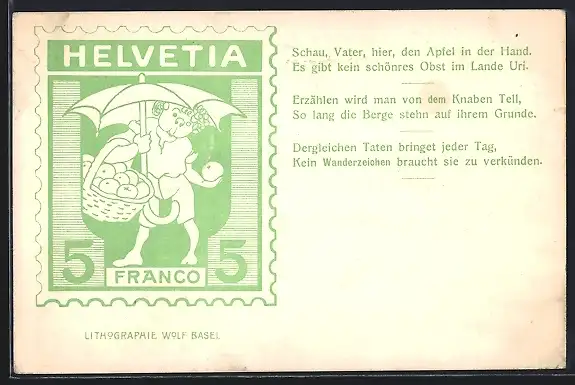 HELVETIA
5 FRANCO 5
LITHOGRAPHIE WOLF BASEL
Schau, Vater, hier, den Apfel in der Hand.
Es gibt kein schönres Obst im Lande Uri.
Erzählen wird man von dem Knaben Tell,
So lang die Berge stehn auf ihrem Grunde.
Dergleichen Taten bringet jeder Tag,
Kein Wanderzeichen braucht sie zu verkünden.